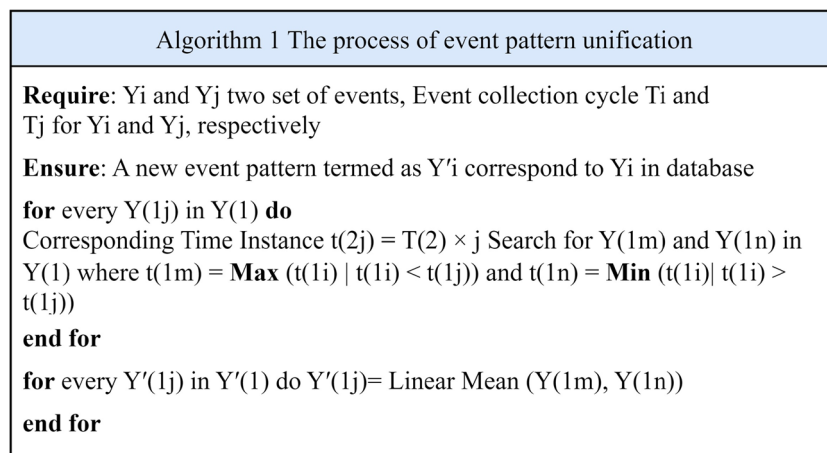 Algorithm 1 The process of event pattern unification
Require: Yi and Yj two set of events, Event collection cycle Ti and
Tj for Yi and Yj, respectively
Ensure: A new event pattern termed as Y′i correspond to Yi in database
for every Y(1j) in Y(1) do
Corresponding Time Instance t(2j) = T(2) × j Search for Y(1m) and Y(1n) in
Y(1) where t(1m) = Max (t(1i) | t(1i) < t(1j)) and t(1n) = Min (t(1i)| t(1i) >
t(1j))
end for
for every Y′(1j) in Y′(1) do Y′(1j)= Linear Mean (Y(1m), Y(1n))
end for